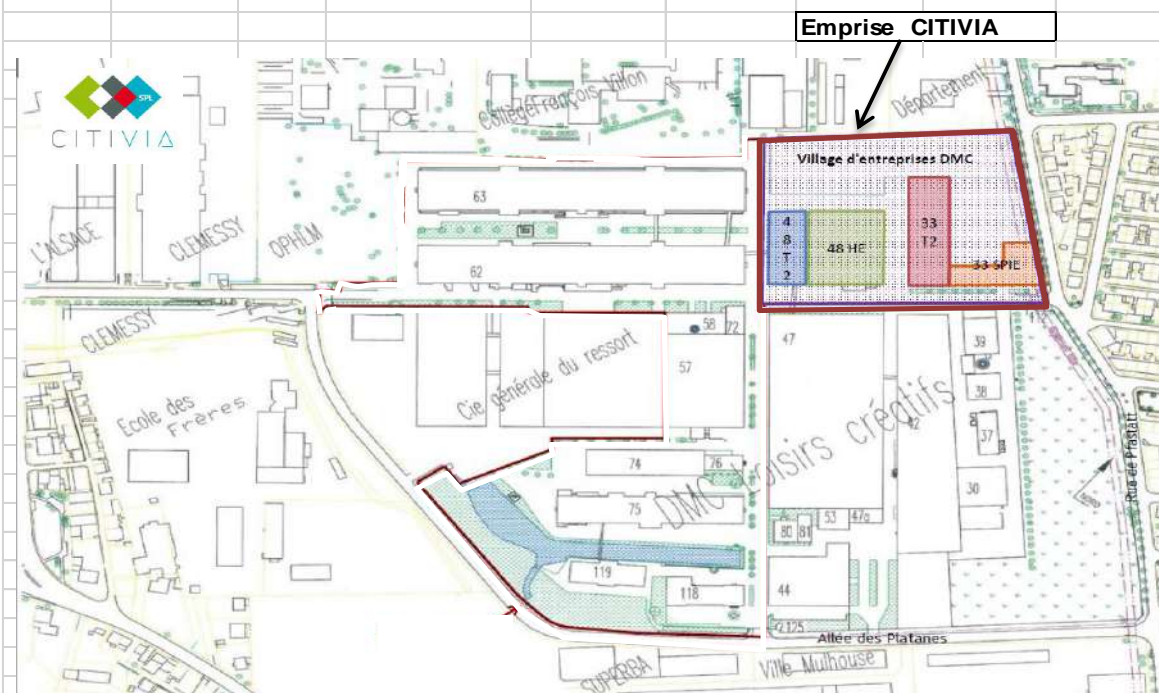 Emprise CITIVIA
SPL
CITIVIA
Collège François Villon
Département
Village d'entreprises DMC
63
L'ALSACE
CLEMESSY
OPHLM
4
8
T
2
48 HE
33
T2
33 SPIE
62
CLEMESSY
58
72
47
39
Cie générale du ressort
57
38
Ecole des
Frères
37
DMC Loisirs créatifs
74
76
30
Rue de Pfastatt
75
53
47a
80
81
119
118
44
125
Allée des Platanes
SUPERBA
Ville Mulhouse